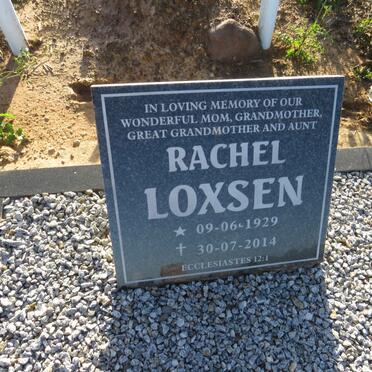 IN LOVING MEMORY OF OUR
WONDERFUL MOM, GRANDMOTHER,
GREAT GRANDMOTHER AND AUNT
RACHEL
LOXSEN
★ 09-06-1929
✝ 30-07-2014
ECCLESIASTES 12:1